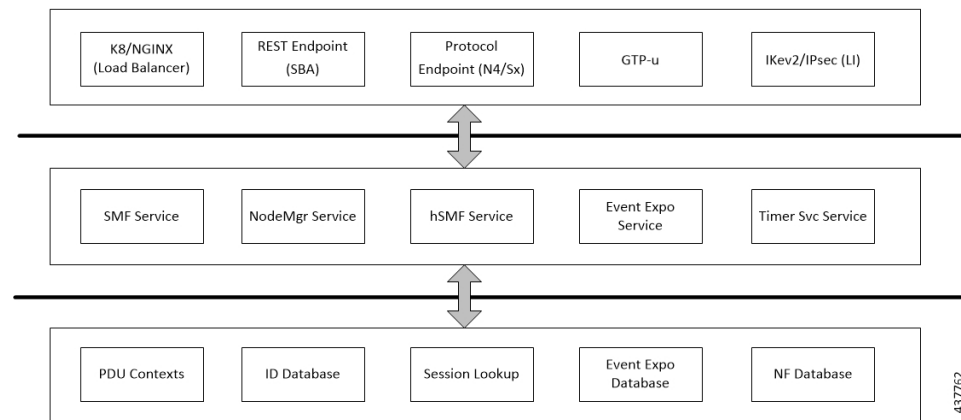 K8/NGINX
(Load Balancer)
REST Endpoint
(SBA)
Protocol
Endpoint (N4/Sx)
GTP-u
IKev2/IPsec (LI)
SMF Service
NodeMgr Service
hSMF Service
Event Expo
Service
Timer Svc Service
PDU Contexts
ID Database
Session Lookup
Event Expo
Database
NF Database
437762